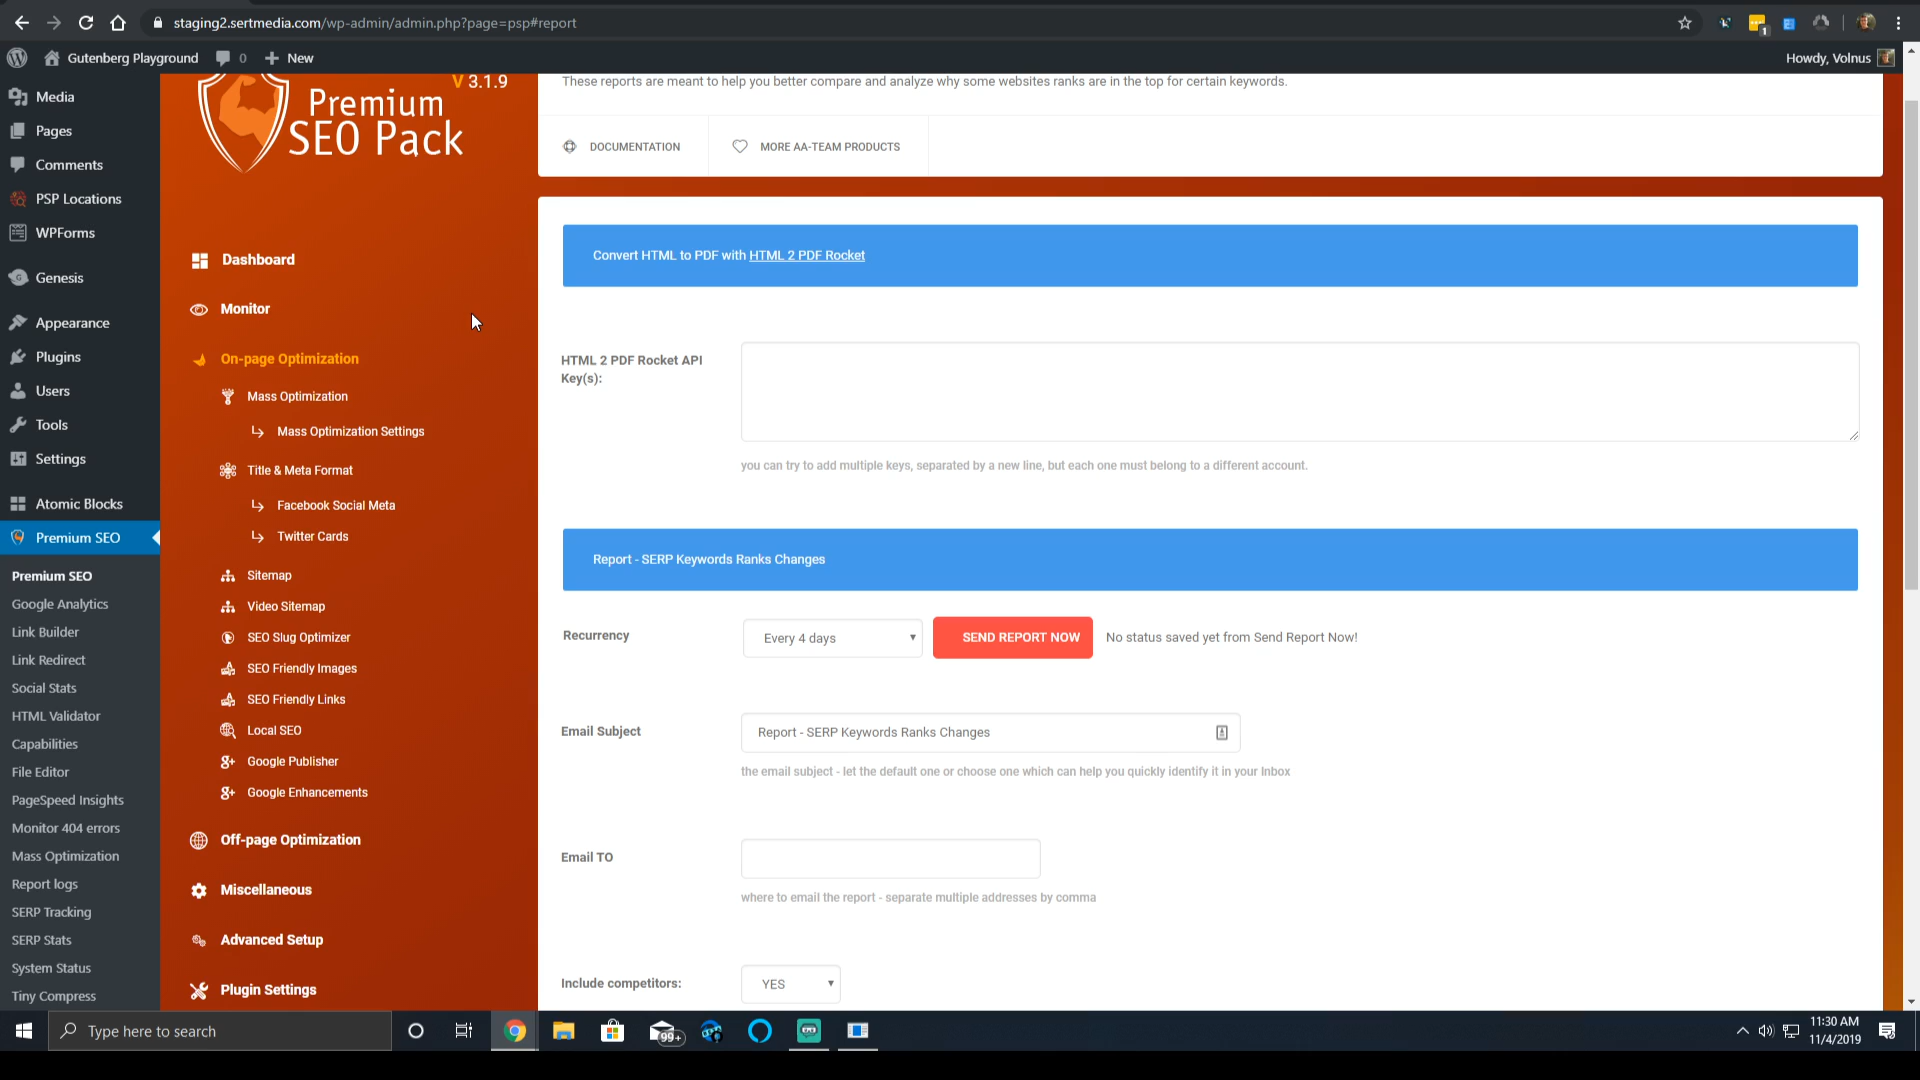 staging2.sertmedia.com/wp-admin/admin.php?page=psp#report
1
Gutenberg Playground
0
New
Howdy, Volnus
Media
Pages
Comments
PSP Locations
WPForms
Genesis
Appearance
Plugins
Users
Tools
Settings
Atomic Blocks
Premium SEO
Premium SEO
Google Analytics
Link Builder
Link Redirect
Social Stats
HTML Validator
Capabilities
File Editor
PageSpeed Insights
Monitor 404 errors
Mass Optimization
Report logs
SERP Tracking
SERP Stats
System Status
Tiny Compress
V 3.1.9
Premium
SEO Pack
Dashboard
Monitor
On-page Optimization
Mass Optimization
Mass Optimization Settings
Title & Meta Format
Facebook Social Meta
Twitter Cards
Sitemap
Video Sitemap
SEO Slug Optimizer
SEO Friendly Images
SEO Friendly Links
Local SEO
Google Publisher
Google Enhancements
Off-page Optimization
Miscellaneous
Advanced Setup
Plugin Settings
These reports are meant to help you better compare and analyze why some websites ranks are in the top for certain keywords.
DOCUMENTATION
MORE AA-TEAM PRODUCTS
Convert HTML to PDF with HTML 2 PDF Rocket
HTML 2 PDF Rocket API
Key(s):
you can try to add multiple keys, separated by a new line, but each one must belong to a different account.
Report - SERP Keywords Ranks Changes
Recurrency
Every 4 days
SEND REPORT NOW
No status saved yet from Send Report Now!
Email Subject
Report - SERP Keywords Ranks Changes
the email subject - let the default one or choose one which can help you quickly identify it in your Inbox
Email TO
where to email the report - separate multiple addresses by comma
Include competitors:
YES
Type here to search
99+
11:30 AM
11/4/2019